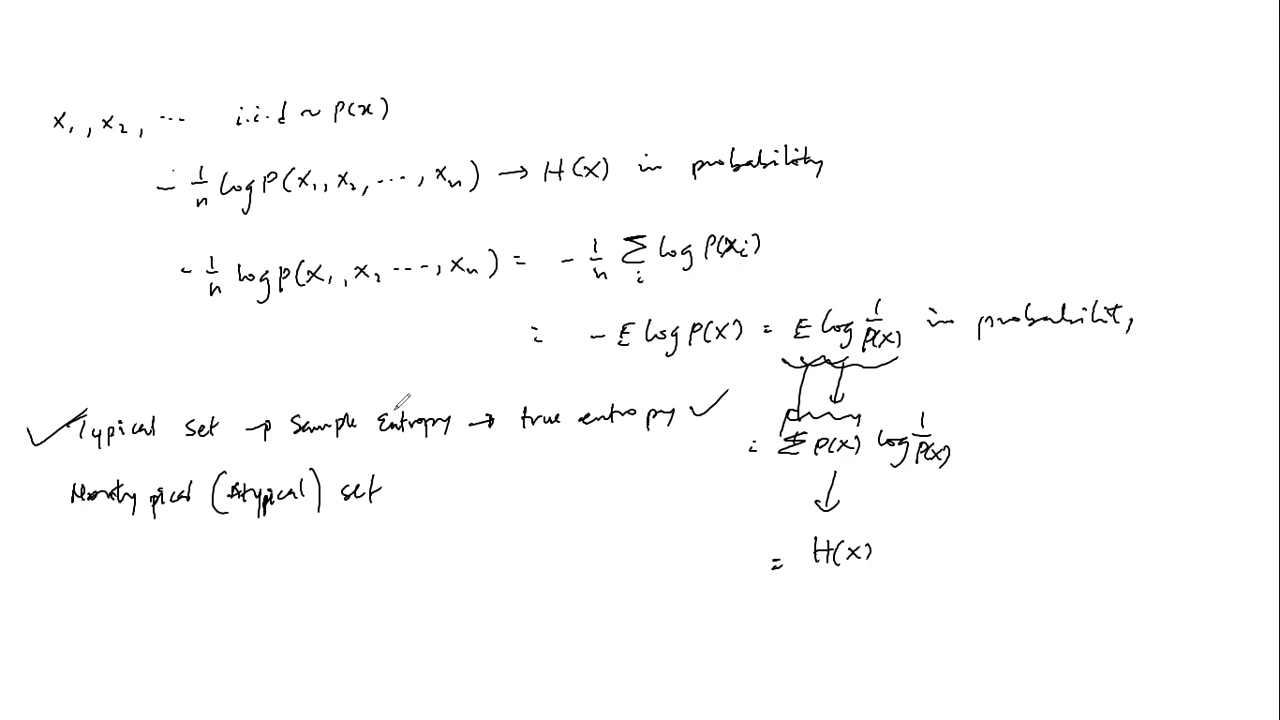 x₁, x₂, ... i.i.d ~ p(x)
- 1/n log p(x₁, x₂, ..., xₙ) → H(x) in probability
- 1/n log p(x₁, x₂ ..., xₙ) = - 1/n Σᵢ log p(xᵢ)
= - E log p(x) = E log 1/p(x) in probability
✓ Typical set → Sample Entropy → true entropy ✓
= Σ p(x) log 1/p(x)
(Atypical) set
= H(x)